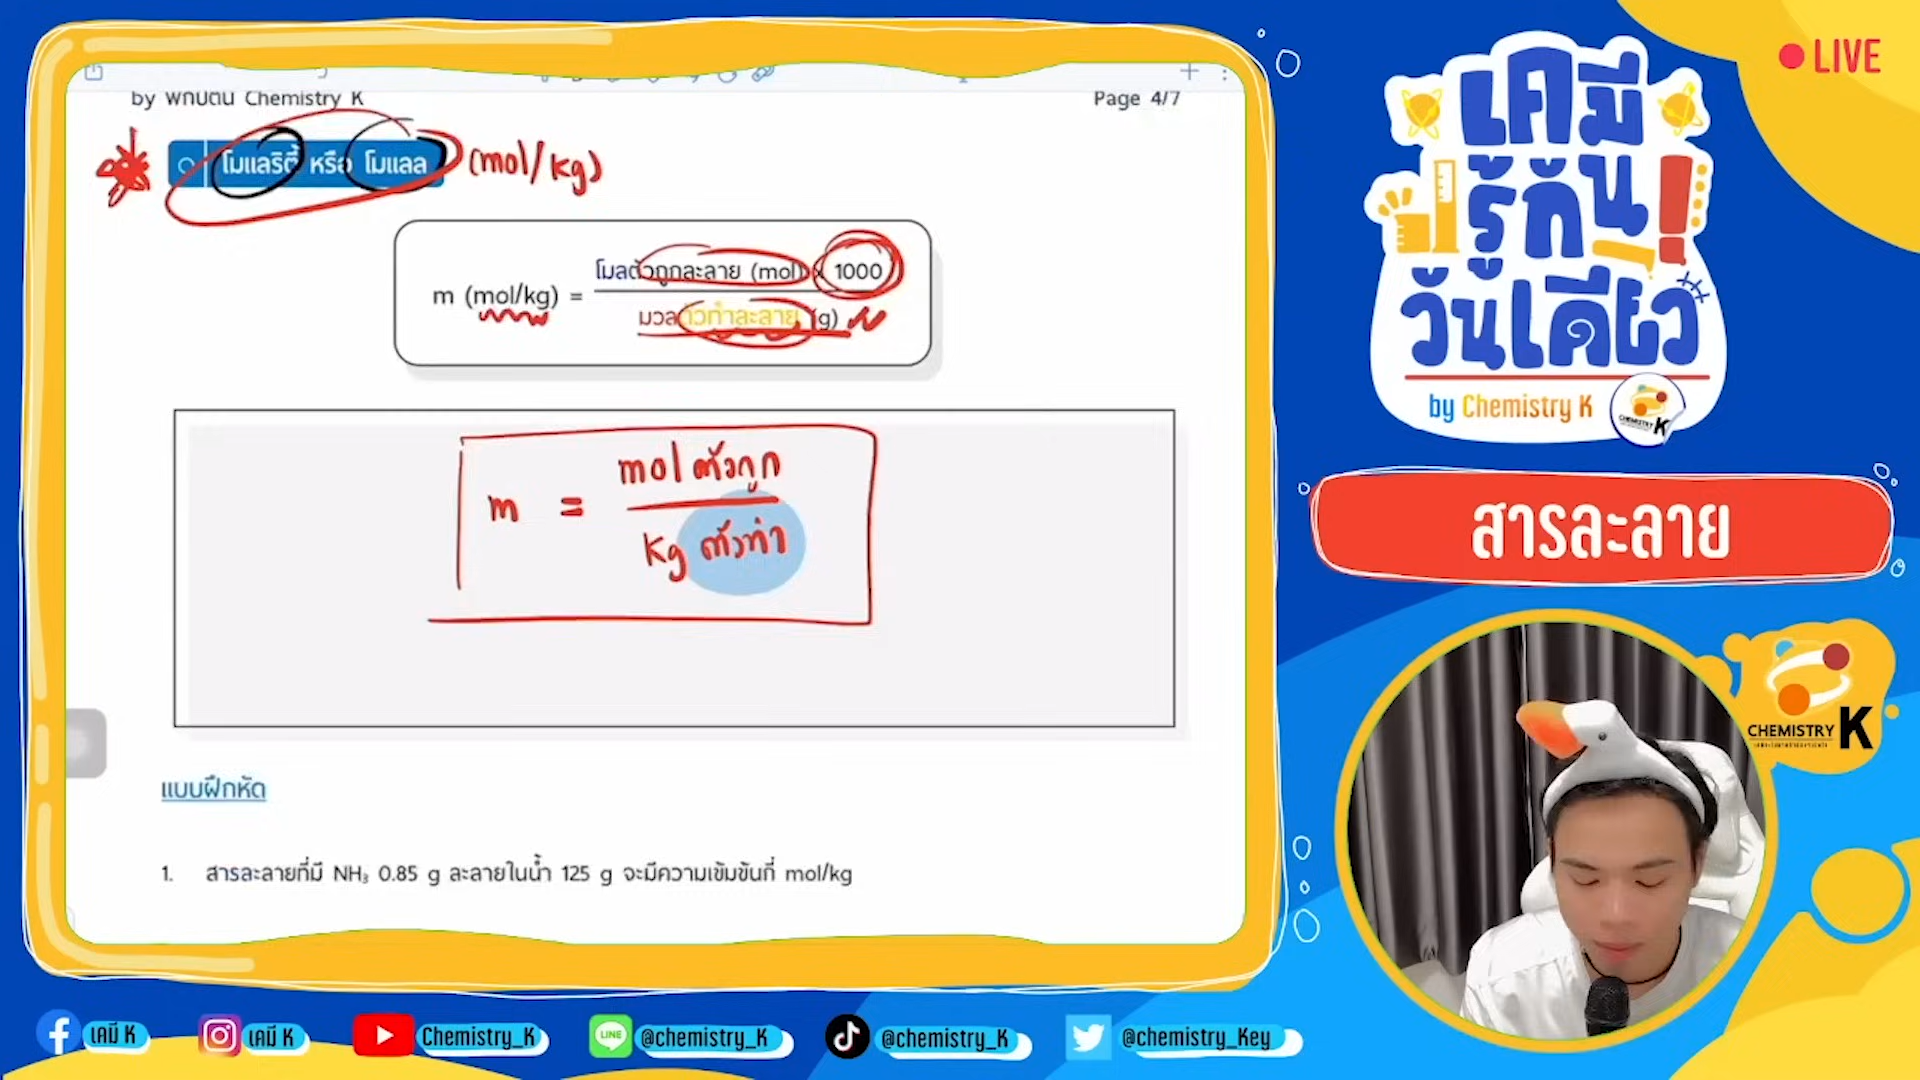 by พี่ปิติณ Chemistry K
Page 4/7
โมแลริตี้ หรือ โมแลล (mol/kg)
m (mol/kg) = โมลตัวถูกละลาย (mol) × 1000
มวลตัวทำละลาย (g)
m = mol ตัวถูก
kg ตัวทำ
แบบฝึกหัด
1. สารละลายที่มี NH₃ 0.85 g ละลายในน้ำ 125 g จะมีความเข้มข้นกี่ mol/kg
LIVE
เคมี
รู้กัน!
วันเดียว
by Chemistry K
CHEMISTRY K
สารละลาย
CHEMISTRY K
เคมี K
เคมี K
Chemistry_K
LINE
@chemistry_K
@chemistry_K
@chemistry_Key